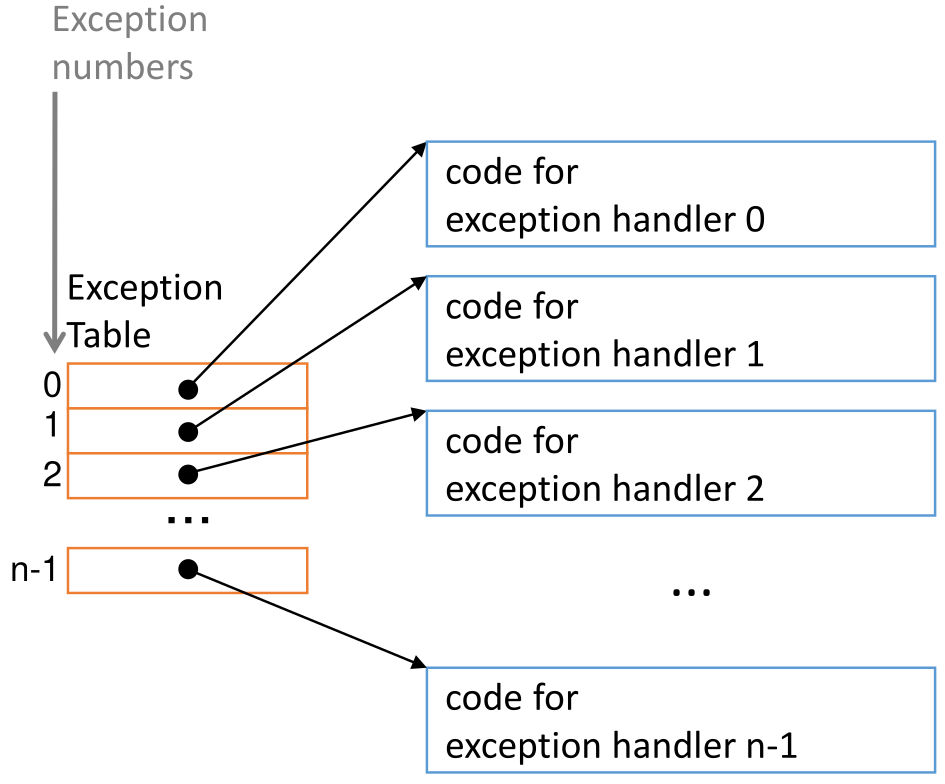 Exception
numbers
Exception
Table
0
1
2
...
n-1
code for
exception handler 0
code for
exception handler 1
code for
exception handler 2
...
code for
exception handler n-1